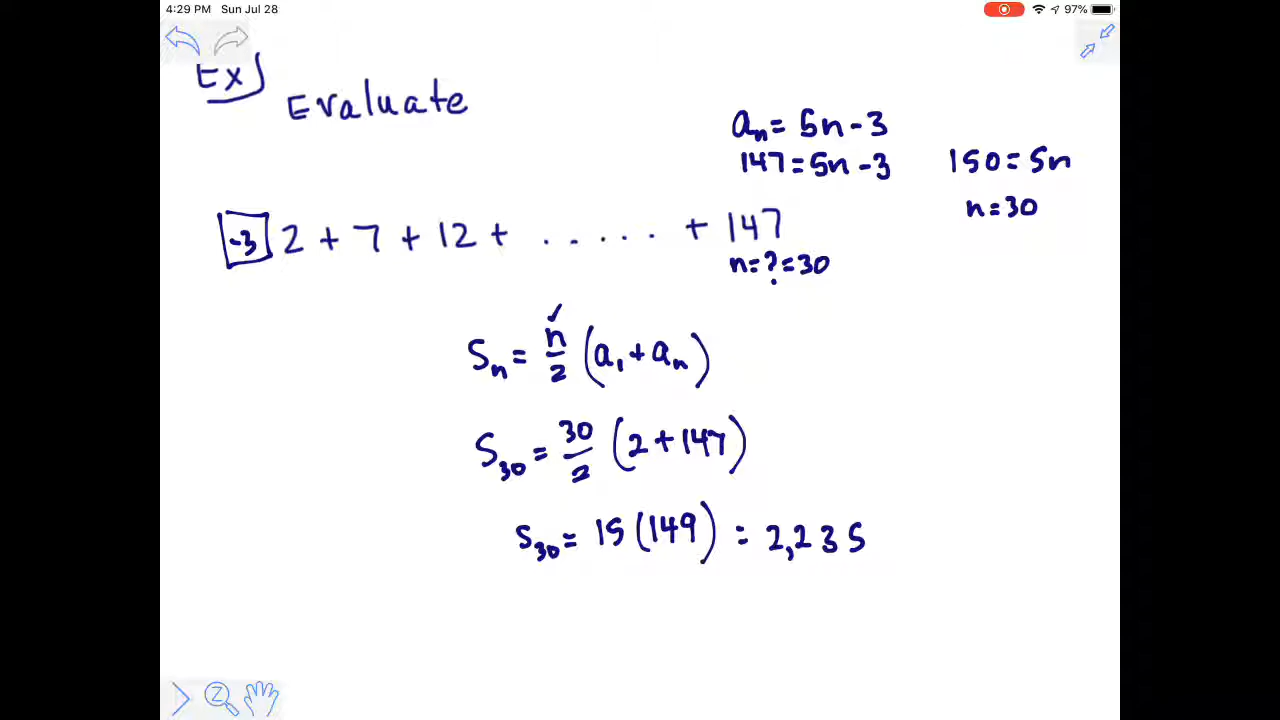 4:29 PM Sun Jul 28 97%
Ex)
Evaluate
aₙ = 5n - 3
147 = 5n - 3 150 = 5n
n = 30
-3 2 + 7 + 12 + ..... + 147
n = ? = 30
Sₙ = n/2 (a₁ + aₙ)
S₃₀ = 30/2 (2 + 147)
S₃₀ = 15 (149) = 2,235
Z